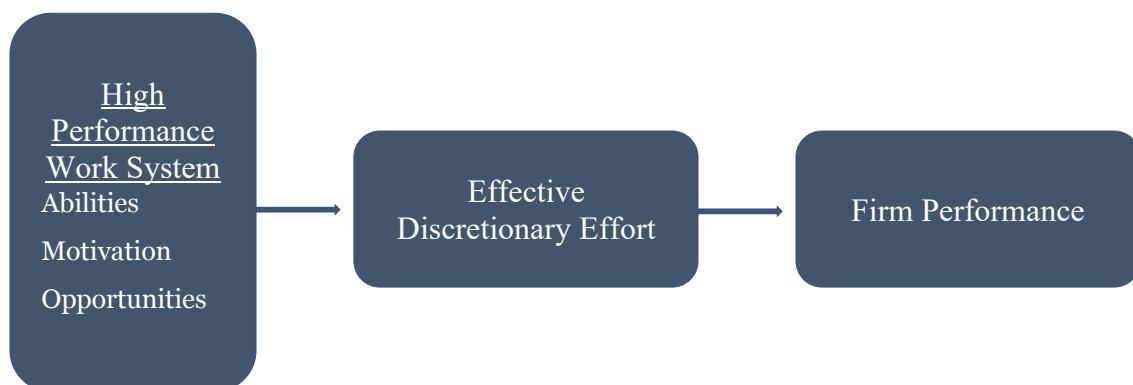 High
Performance
Work System
Abilities
Motivation
Opportunities
Effective
Discretionary Effort
Firm Performance